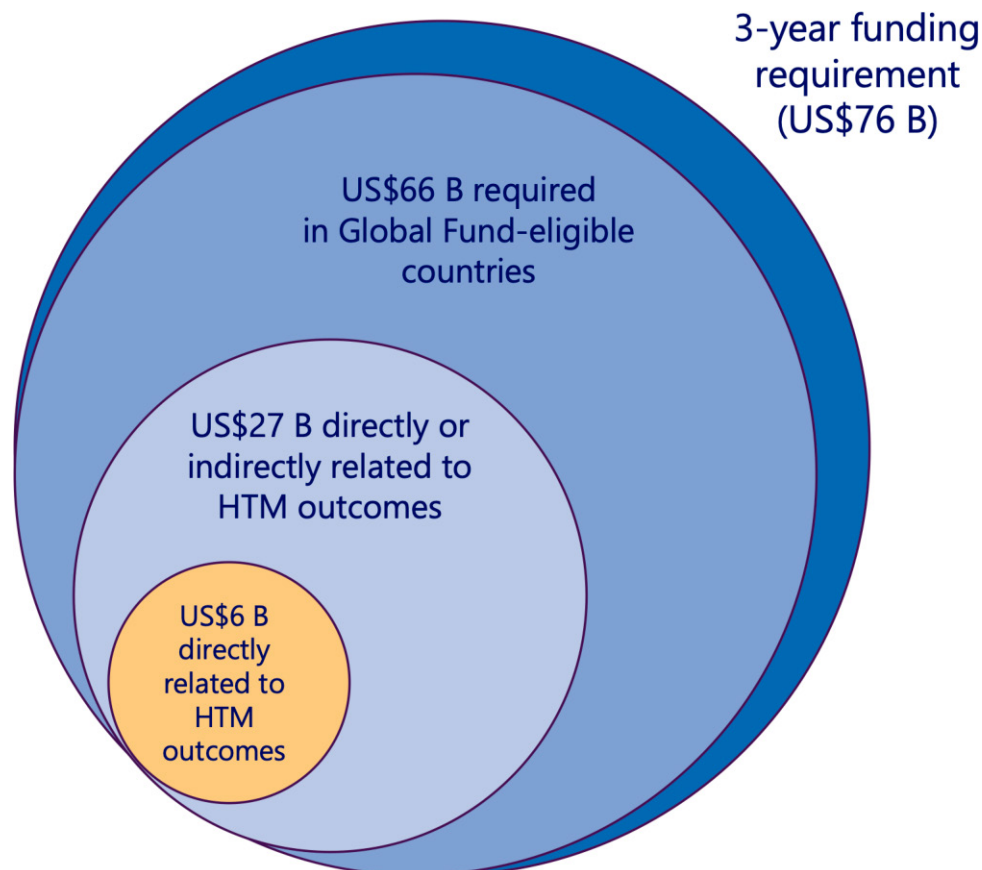 3-year funding
requirement
(US$76 B)
US$66 B required
in Global Fund-eligible
countries
US$27 B directly or
indirectly related to
HTM outcomes
US$6 B
directly
related to
HTM
outcomes